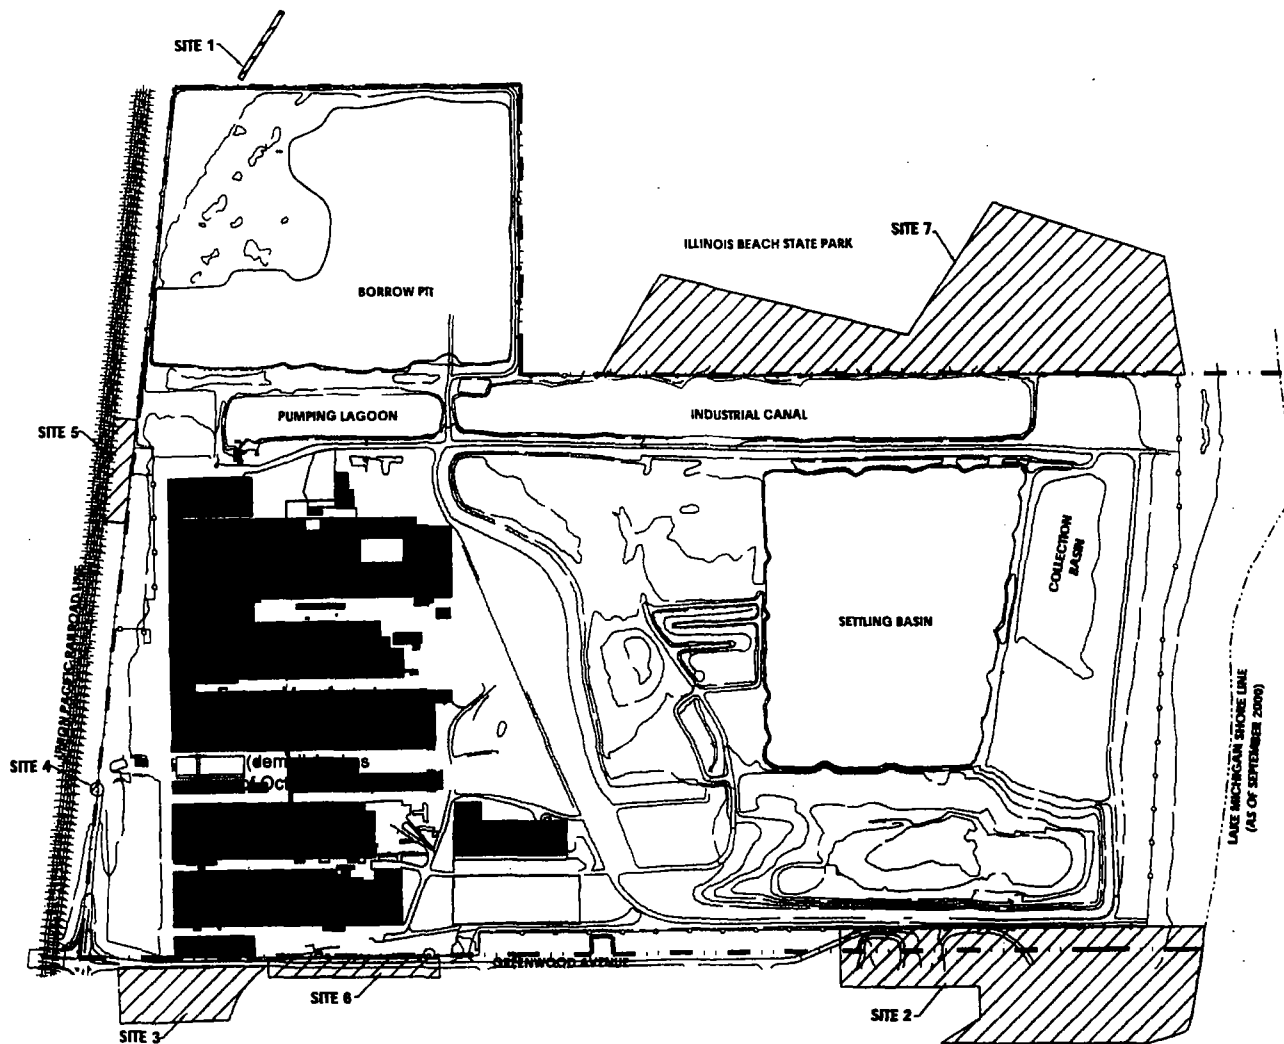 SITE 1
ILLINOIS BEACH STATE PARK
SITE 7
BORROW PIT
PUMPING LAGOON
INDUSTRIAL CANAL
SITE 5
COLLECTION
BASIN
SETTLING BASIN
UNION PACIFIC RAILROAD LINE
LAKE MICHIGAN SHORE LINE
(AS OF SEPTEMBER 2000)
SITE 4
GREENWOOD AVENUE
SITE 6
SITE 2
SITE 3